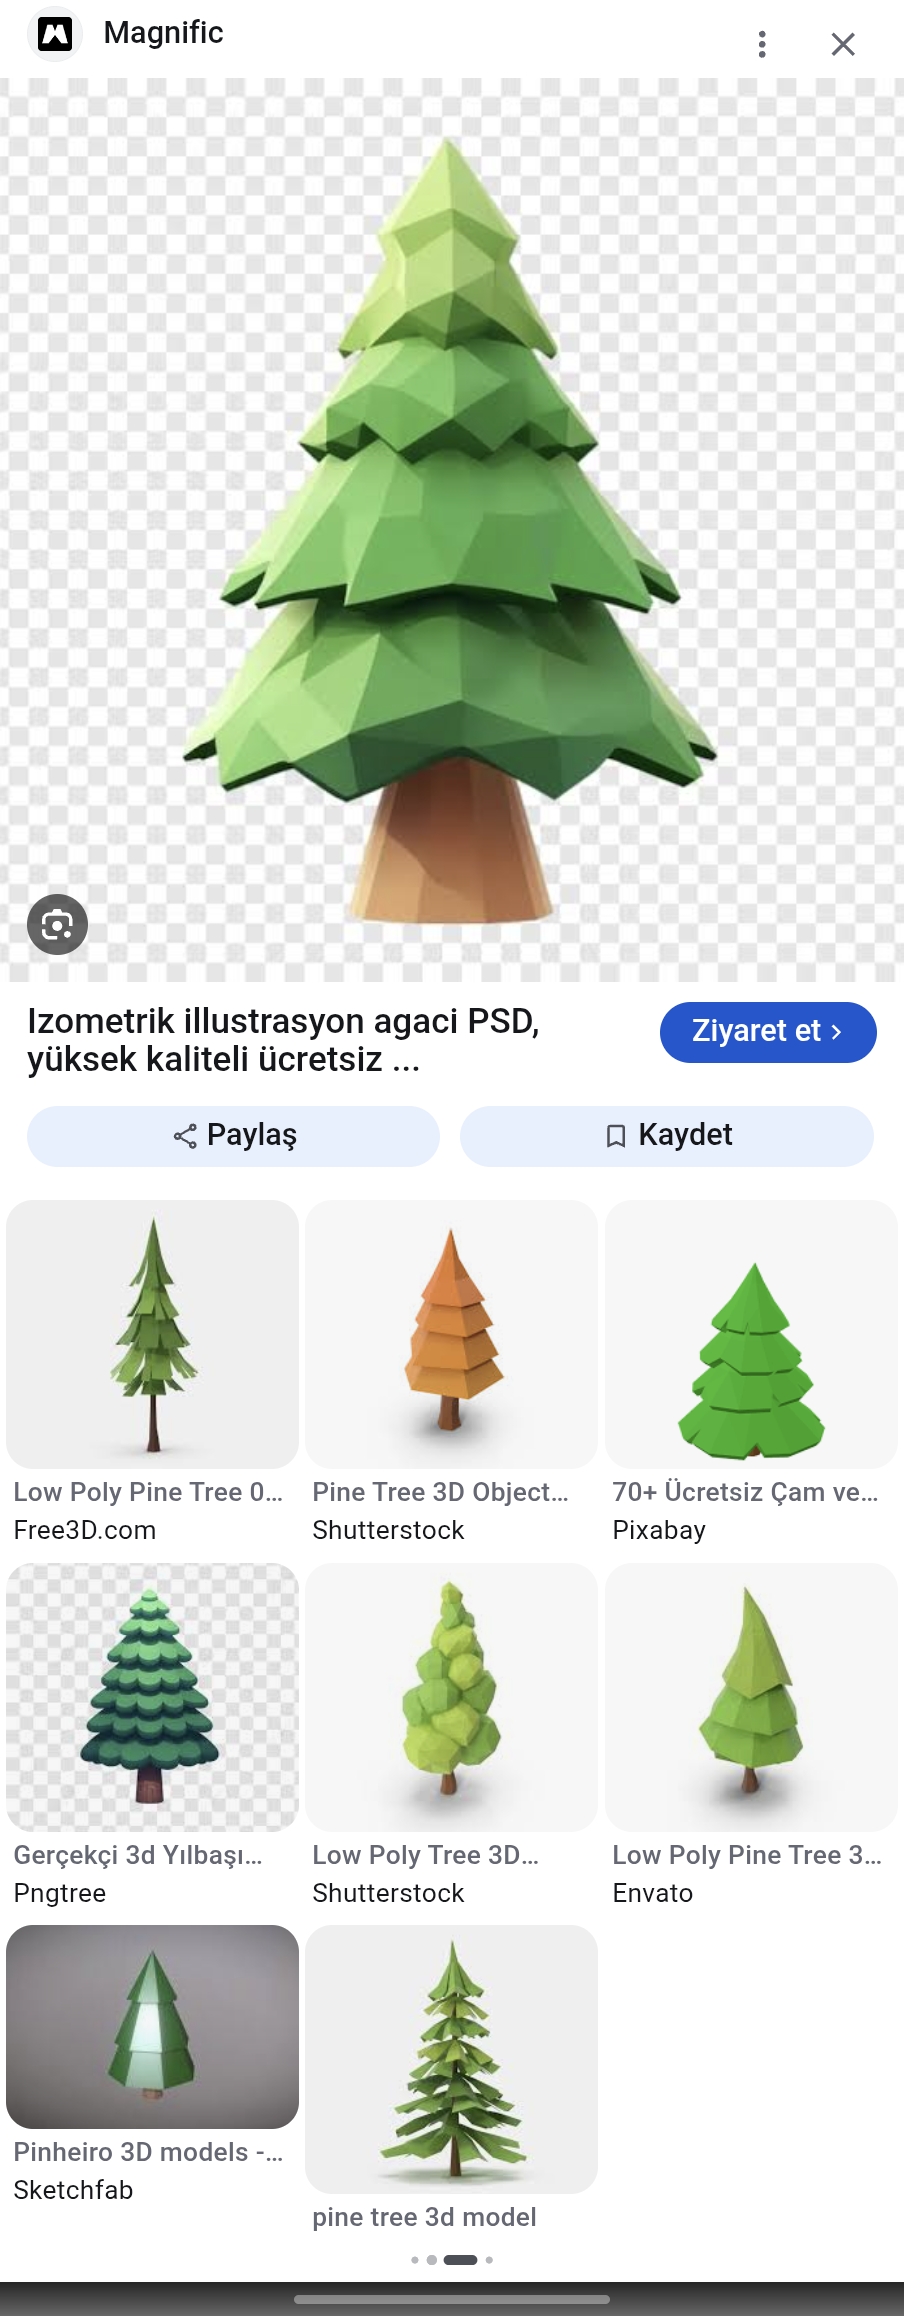 Magnific
Izometrik illustrasyon agaci PSD,
yüksek kaliteli ücretsiz ...
Ziyaret et
Paylaş
Kaydet
Low Poly Pine Tree 0...
Free3D.com
Pine Tree 3D Object...
Shutterstock
70+ Ücretsiz Çam ve...
Pixabay
Gerçekçi 3d Yılbaşı...
Pngtree
Low Poly Tree 3D...
Shutterstock
Low Poly Pine Tree 3...
Envato
Pinheiro 3D models -...
Sketchfab
pine tree 3d model